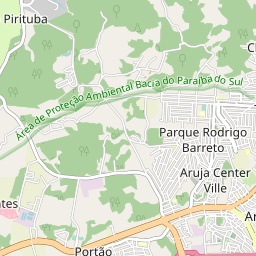 Pirituba
Área de Proteção Ambiental Bacia do Paraíba do Sul
Parque Rodrigo
Barreto
Aruja Center
Ville
Portão